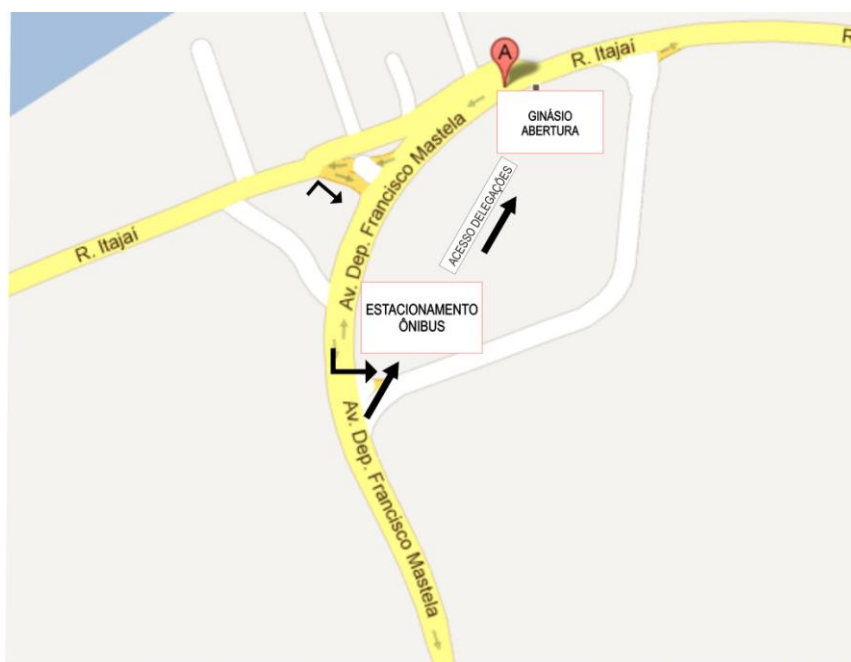 A
R. Itajaí
R
GINÁSIO
ABERTURA
Av. Dep. Francisco Mastela
ACESSO DELEGAÇÕES
R. Itajaí
ESTACIONAMENTO
ÔNIBUS
Av. Dep. Francisco Mastela